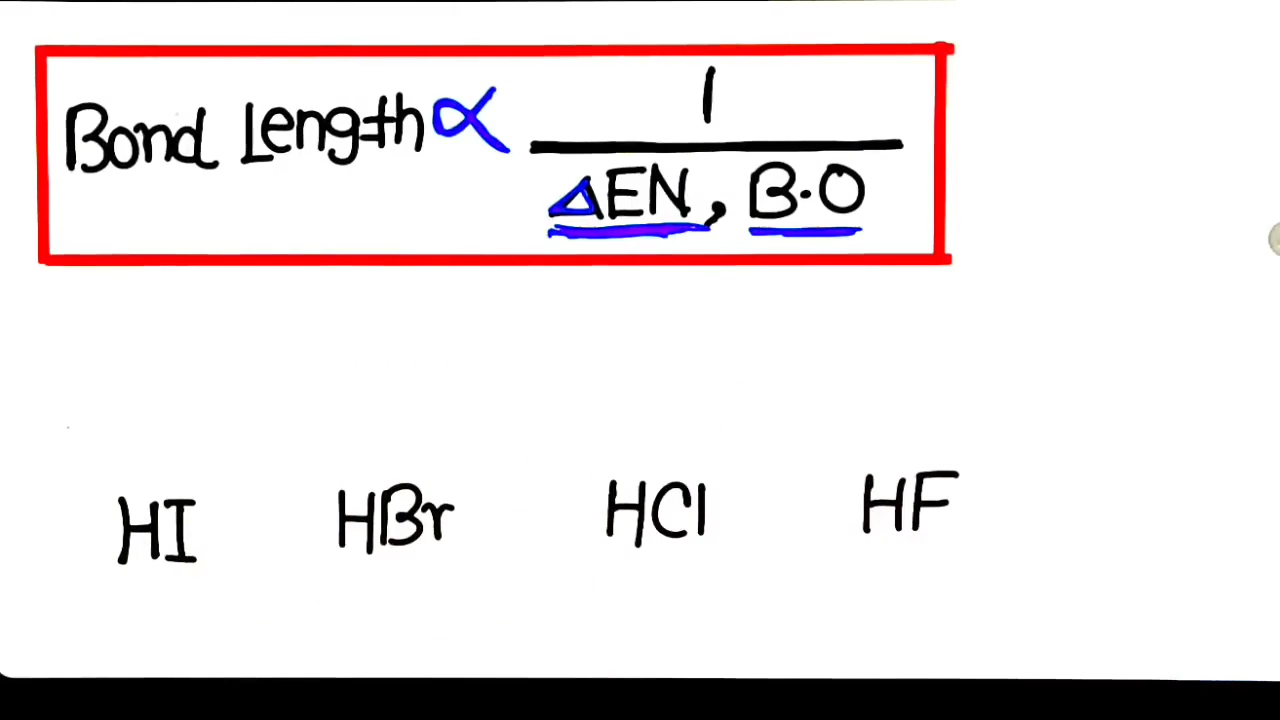 Bond Length ∝ 1
ΔEN, B.O
HI HBr HCl HF